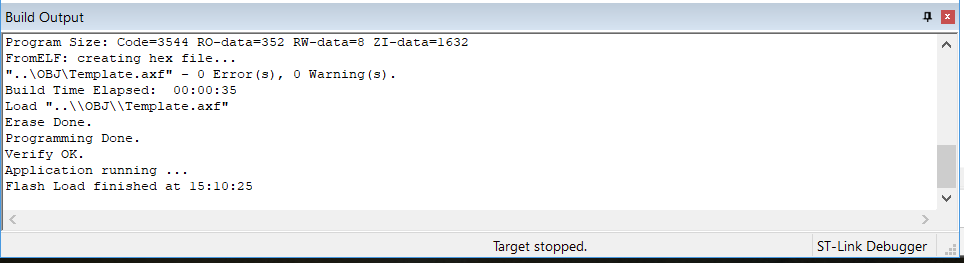 Build Output
Program Size: Code=3544 RO-data=352 RW-data=8 ZI-data=1632
FromELF: creating hex file...
"..\OBJ\Template.axf" - 0 Error(s), 0 Warning(s).
Build Time Elapsed:  00:00:35
Load "..\\OBJ\\Template.axf"
Erase Done.
Programming Done.
Verify OK.
Application running ...
Flash Load finished at 15:10:25
Target stopped.
ST-Link Debugger